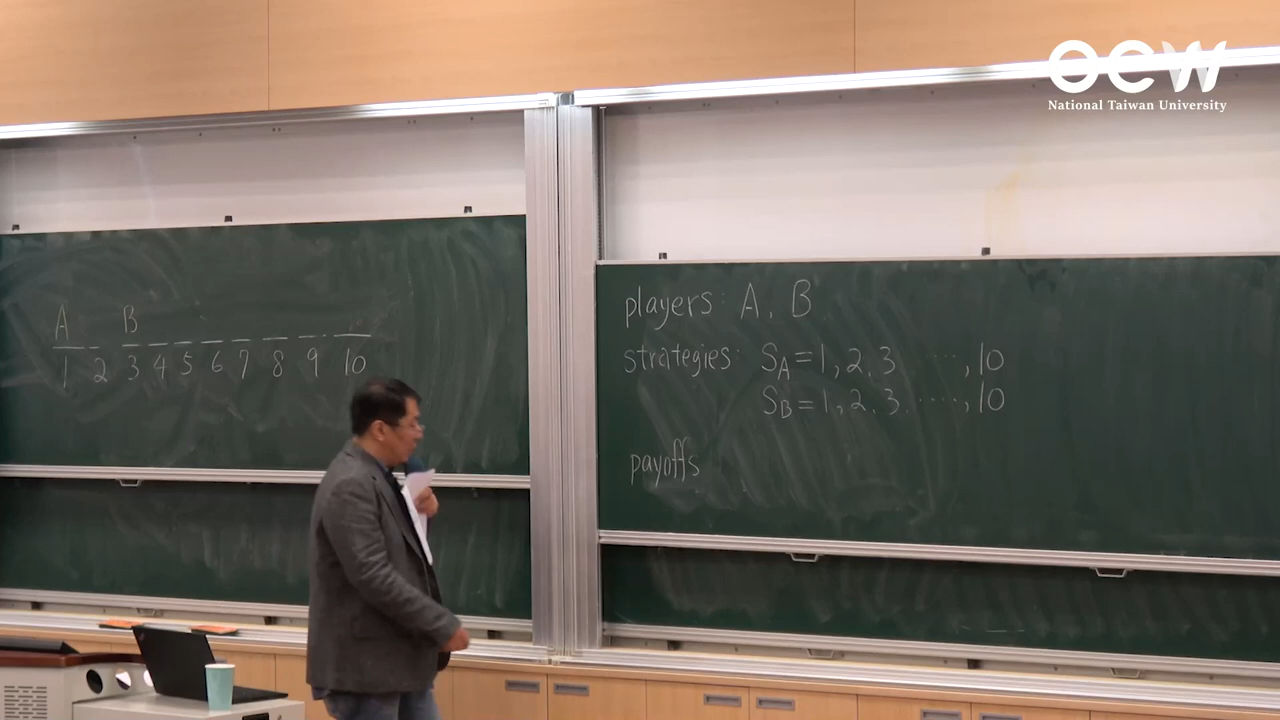 OCW
National Taiwan University
A B
1 2 3 4 5 6 7 8 9 10
players: A, B
strategies: S_A = 1, 2, 3 ...., 10
S_B = 1, 2, 3, ...., 10
payoffs